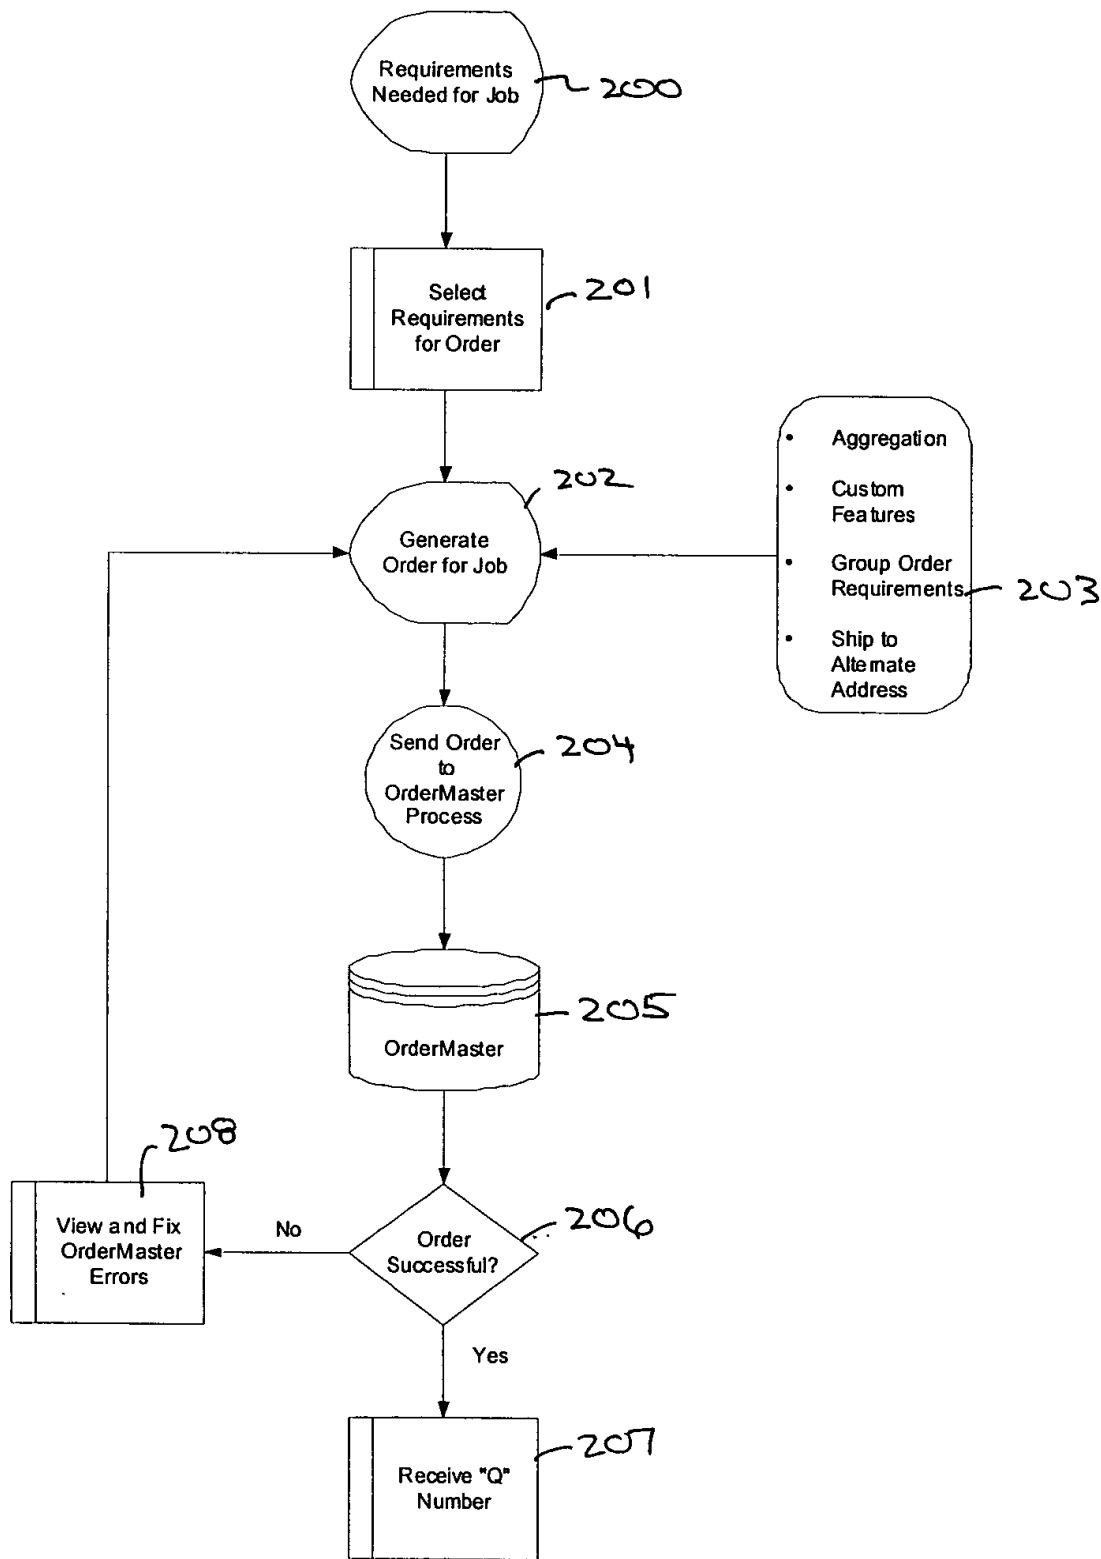 Requirements
Needed for Job
200
Select
Requirements
for Order
201
202
Generate
Order for Job
• Aggregation
• Custom
Features
• Group Order
Requirements
• Ship to
Alternate
Address
203
Send Order
to
OrderMaster
Process
204
OrderMaster
205
208
View and Fix
OrderMaster
Errors
No
Order
Successful?
206
Yes
Receive "Q"
Number
207